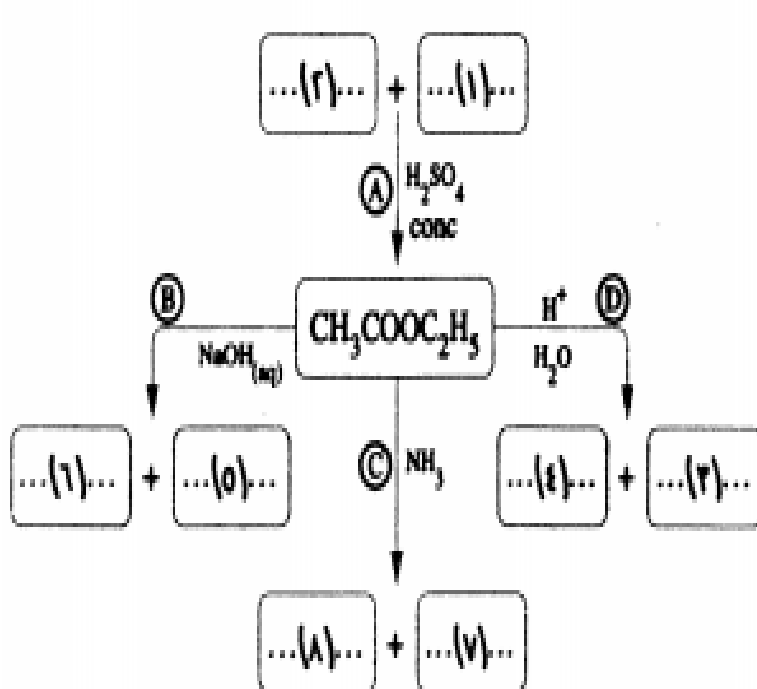 ...(٢)... + ...(١)...
Ⓐ H₂SO₄
conc
Ⓑ CH₃COOC₂H₅ H⁺ Ⓓ
NaOH(aq) H₂O
...(٦)... + ...(٥)... Ⓒ NH₃ ...(٤)... + ...(٣)...
...(٨)... + ...(٧)...